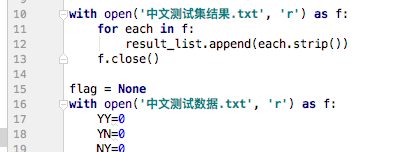 10 with open('中文测试集结果.txt', 'r') as f:
11     for each in f:
12         result_list.append(each.strip())
13     f.close()
14
15 flag = None
16 with open('中文测试数据.txt', 'r') as f:
17     YY=0
18     YN=0
19     NY=0